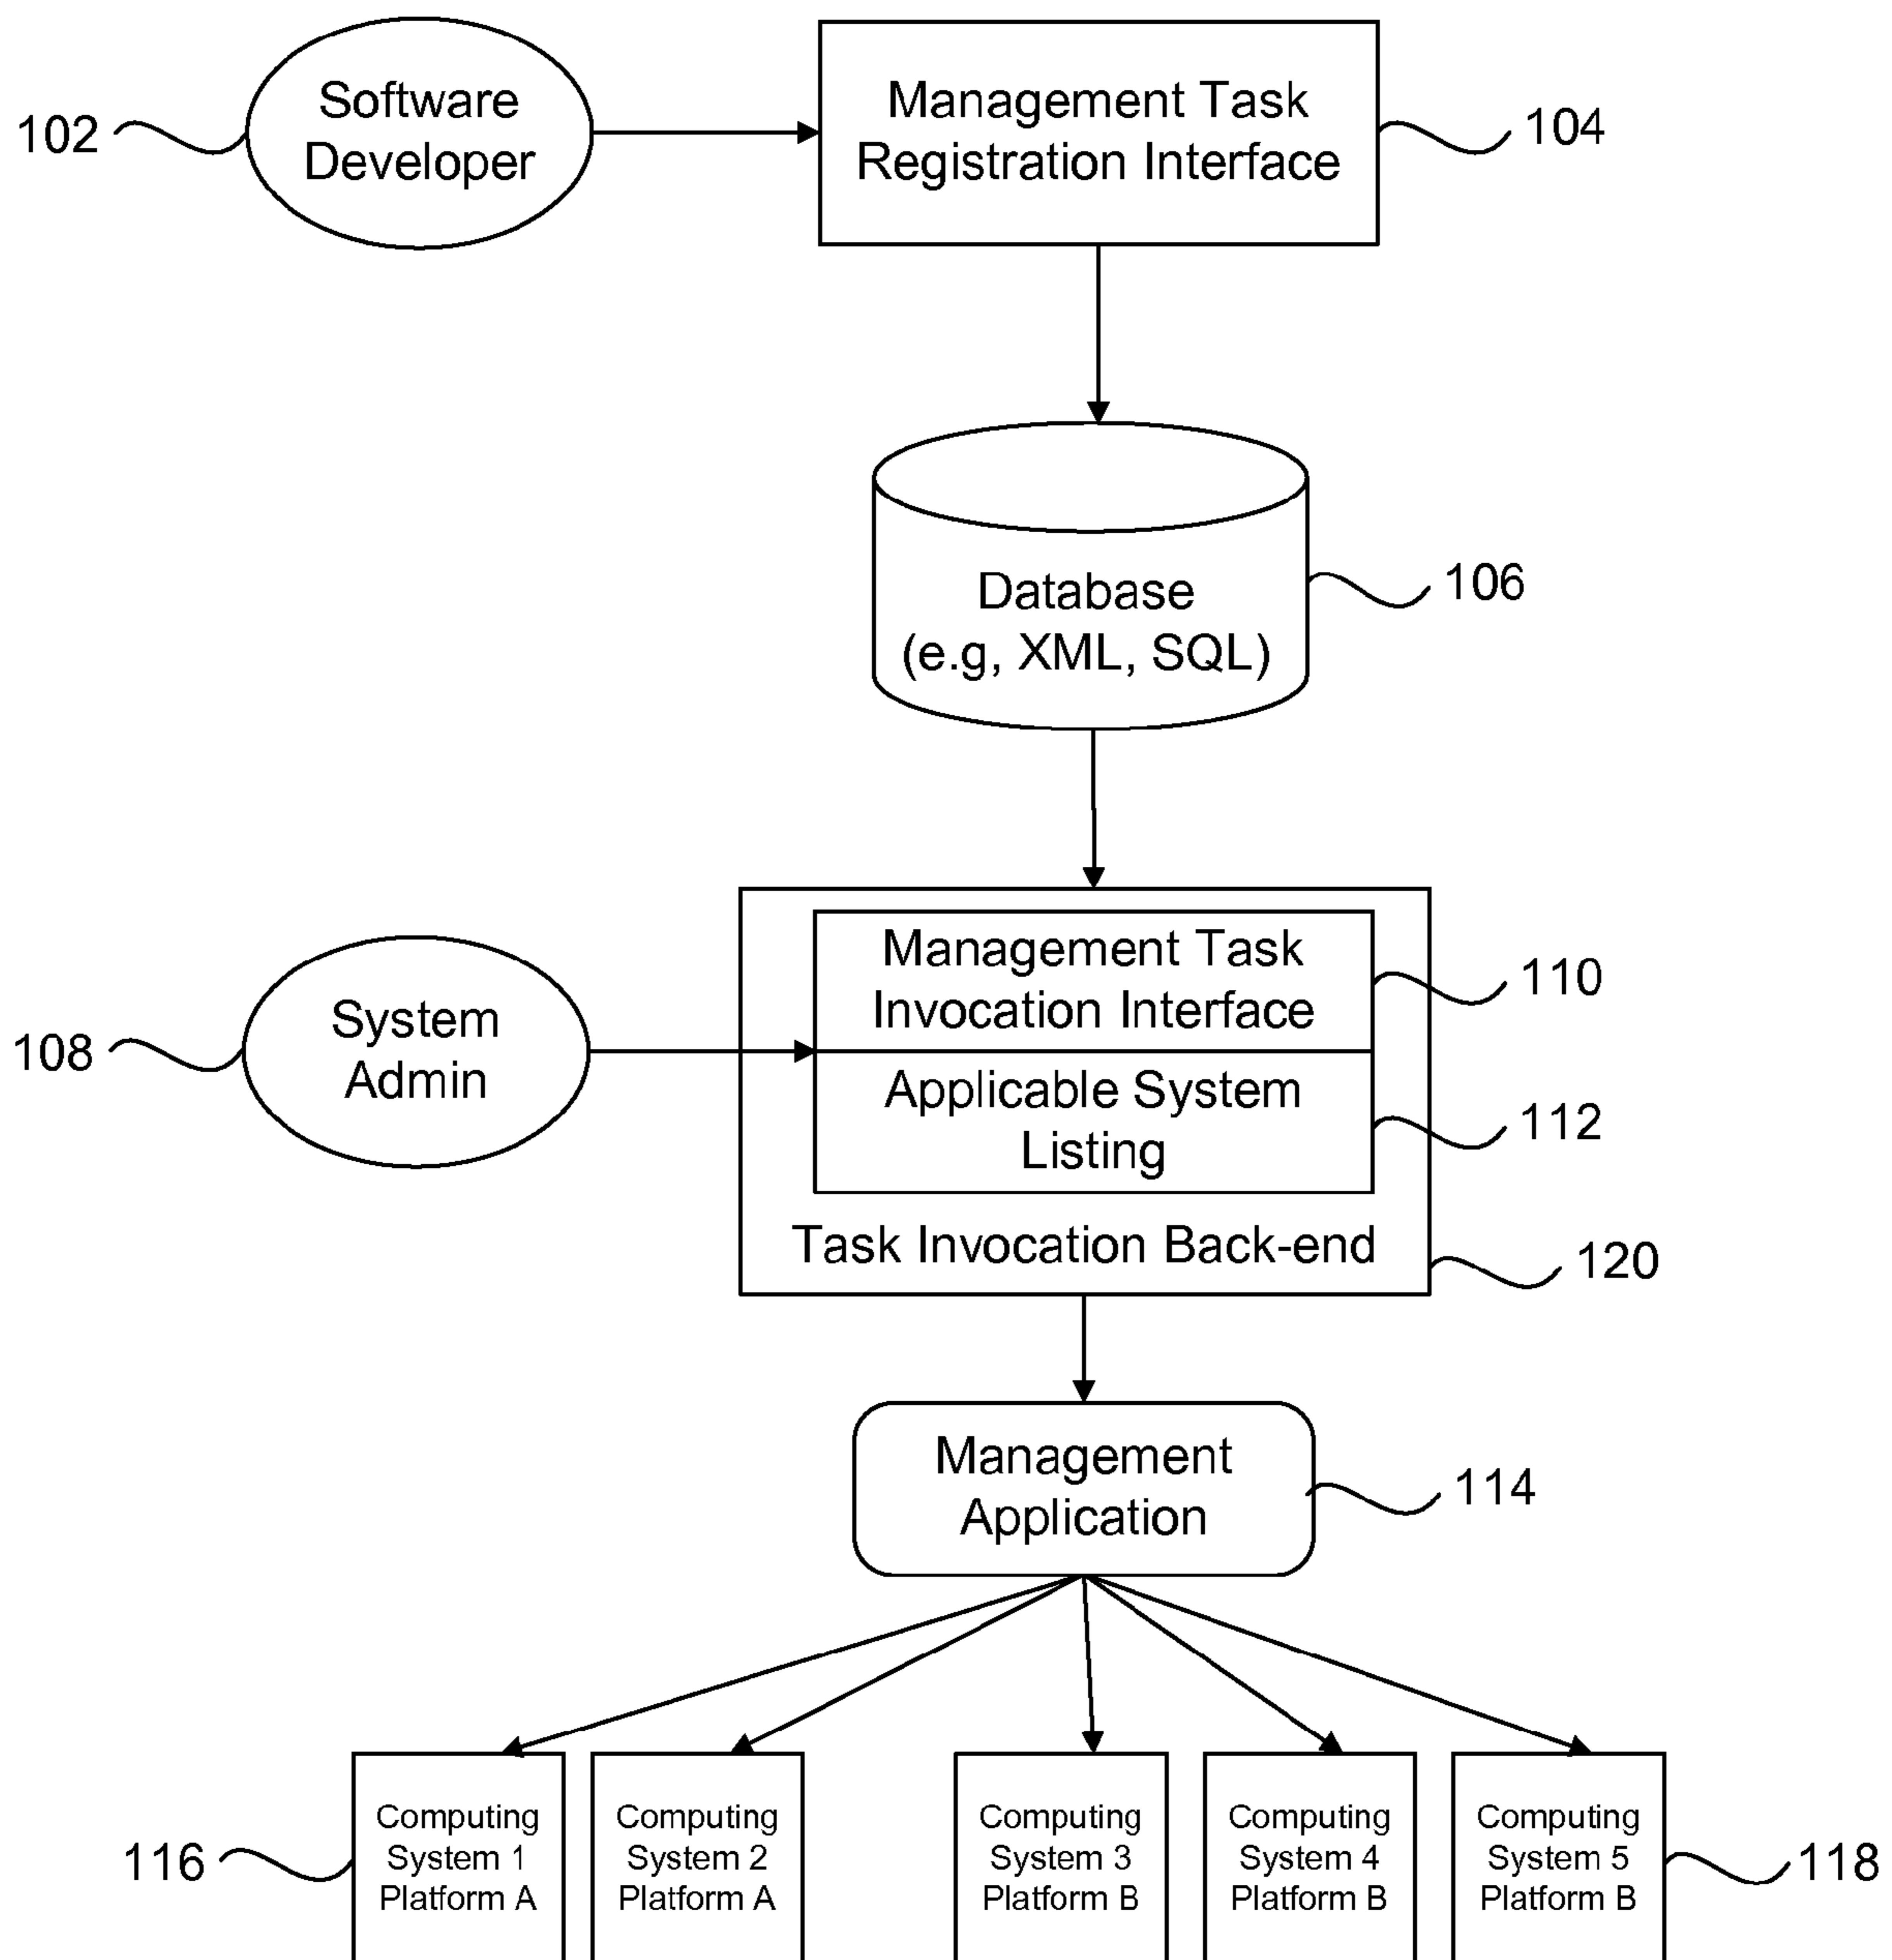 Software
Developer
102
Management Task
Registration Interface
104
Database
(e.g, XML, SQL)
106
System
Admin
108
Management Task
Invocation Interface
110
Applicable System
Listing
112
Task Invocation Back-end
120
Management
Application
114
Computing
System 1
Platform A
116
Computing
System 2
Platform A
Computing
System 3
Platform B
Computing
System 4
Platform B
Computing
System 5
Platform B
118